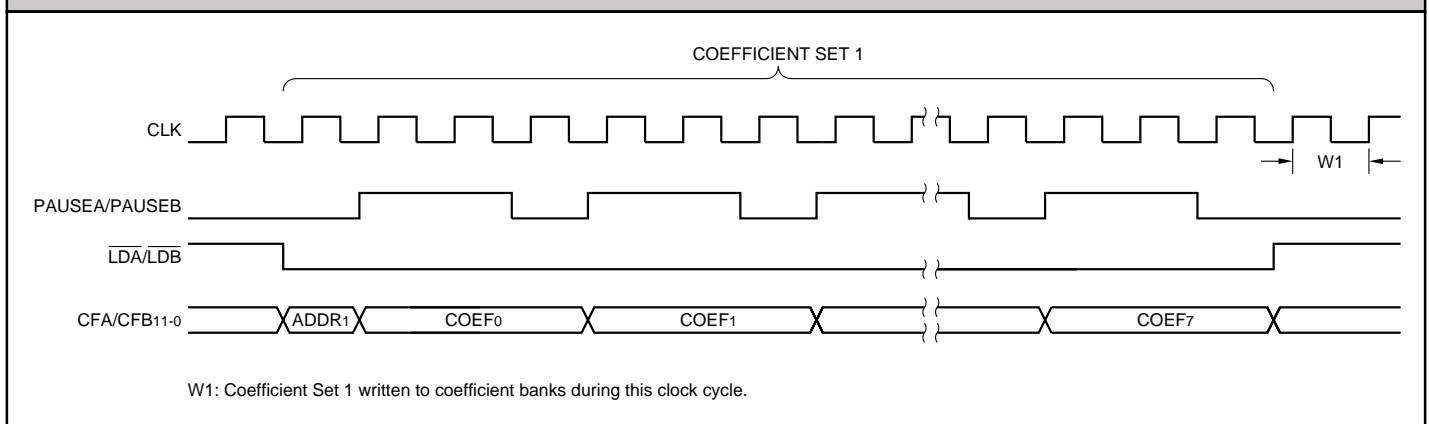 COEFFICIENT SET 1
CLK
W1
PAUSEA/PAUSEB
LDA/LDB
CFA/CFB11-0
ADDR1
COEF0
COEF1
COEF7
W1: Coefficient Set 1 written to coefficient banks during this clock cycle.